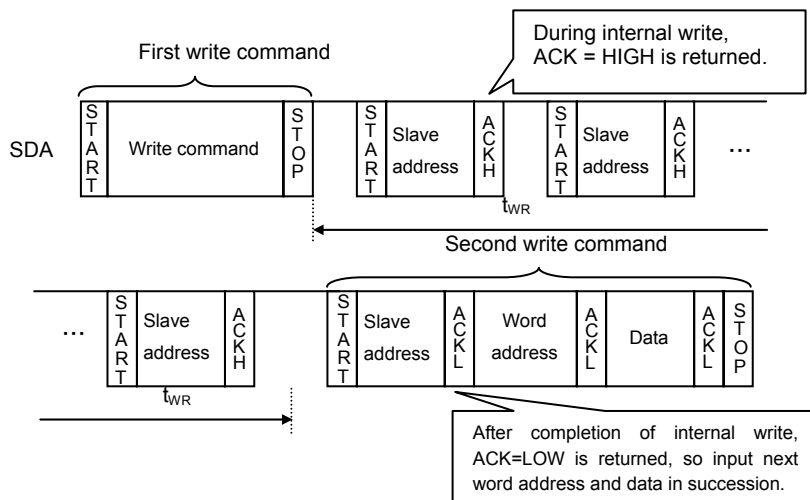 During internal write,
ACK = HIGH is returned.
First write command
SDA
START
Write command
STOP
START
Slave
address
ACKH
START
Slave
address
ACKH
…
tWR
Second write command
…
START
Slave
address
ACKH
START
Slave
address
ACKL
Word
address
ACKL
Data
ACKL
STOP
tWR
After completion of internal write,
ACK=LOW is returned, so input next
word address and data in succession.